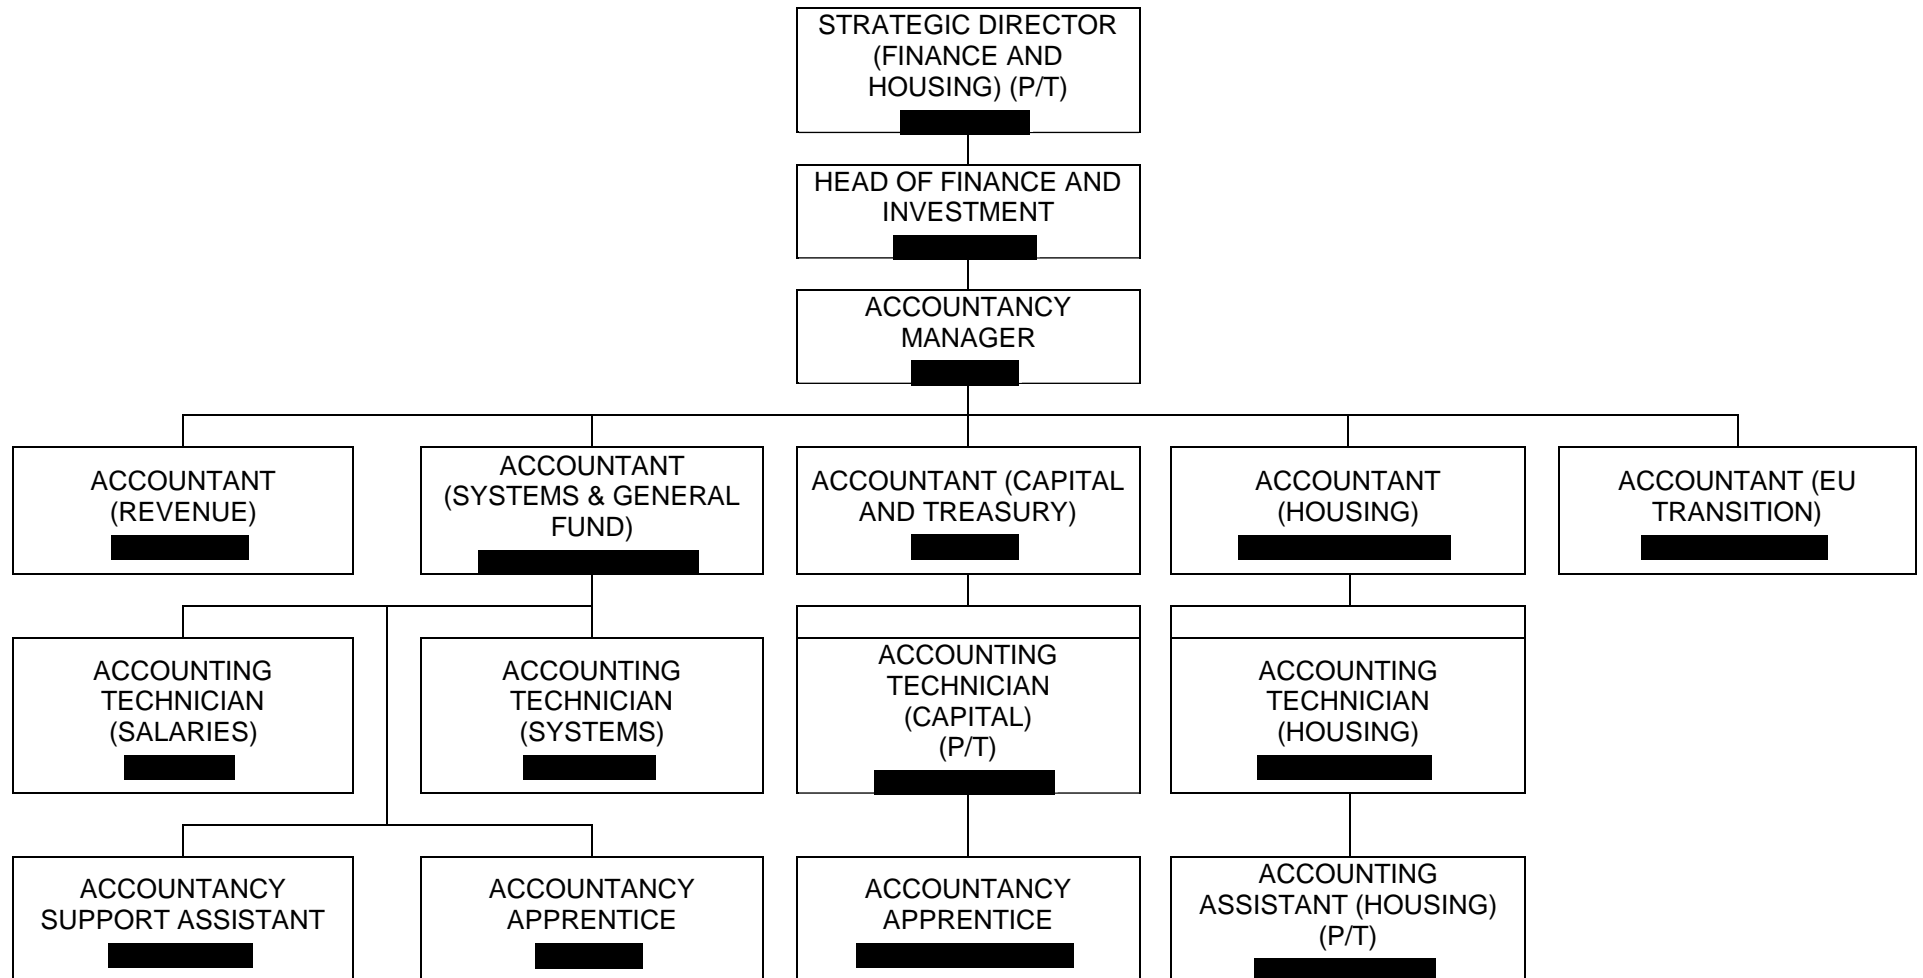 STRATEGIC DIRECTOR
(FINANCE AND
HOUSING) (P/T)
HEAD OF FINANCE AND
INVESTMENT
ACCOUNTANCY
MANAGER
ACCOUNTANT
(REVENUE)
ACCOUNTANT
(SYSTEMS & GENERAL
FUND)
ACCOUNTANT (CAPITAL
AND TREASURY)
ACCOUNTANT
(HOUSING)
ACCOUNTANT (EU
TRANSITION)
ACCOUNTING
TECHNICIAN
(SALARIES)
ACCOUNTING
TECHNICIAN
(SYSTEMS)
ACCOUNTING
TECHNICIAN
(CAPITAL)
(P/T)
ACCOUNTING
TECHNICIAN
(HOUSING)
ACCOUNTANCY
SUPPORT ASSISTANT
ACCOUNTANCY
APPRENTICE
ACCOUNTANCY
APPRENTICE
ACCOUNTING
ASSISTANT (HOUSING)
(P/T)